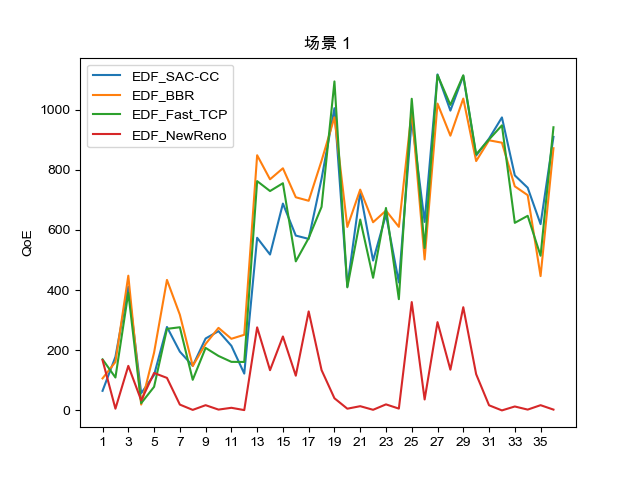 场景 1
EDF_SAC-CC
EDF_BBR
EDF_Fast_TCP
EDF_NewReno
QoE
1000
800
600
400
200
0
1 3 5 7 9 11 13 15 17 19 21 23 25 27 29 31 33 35